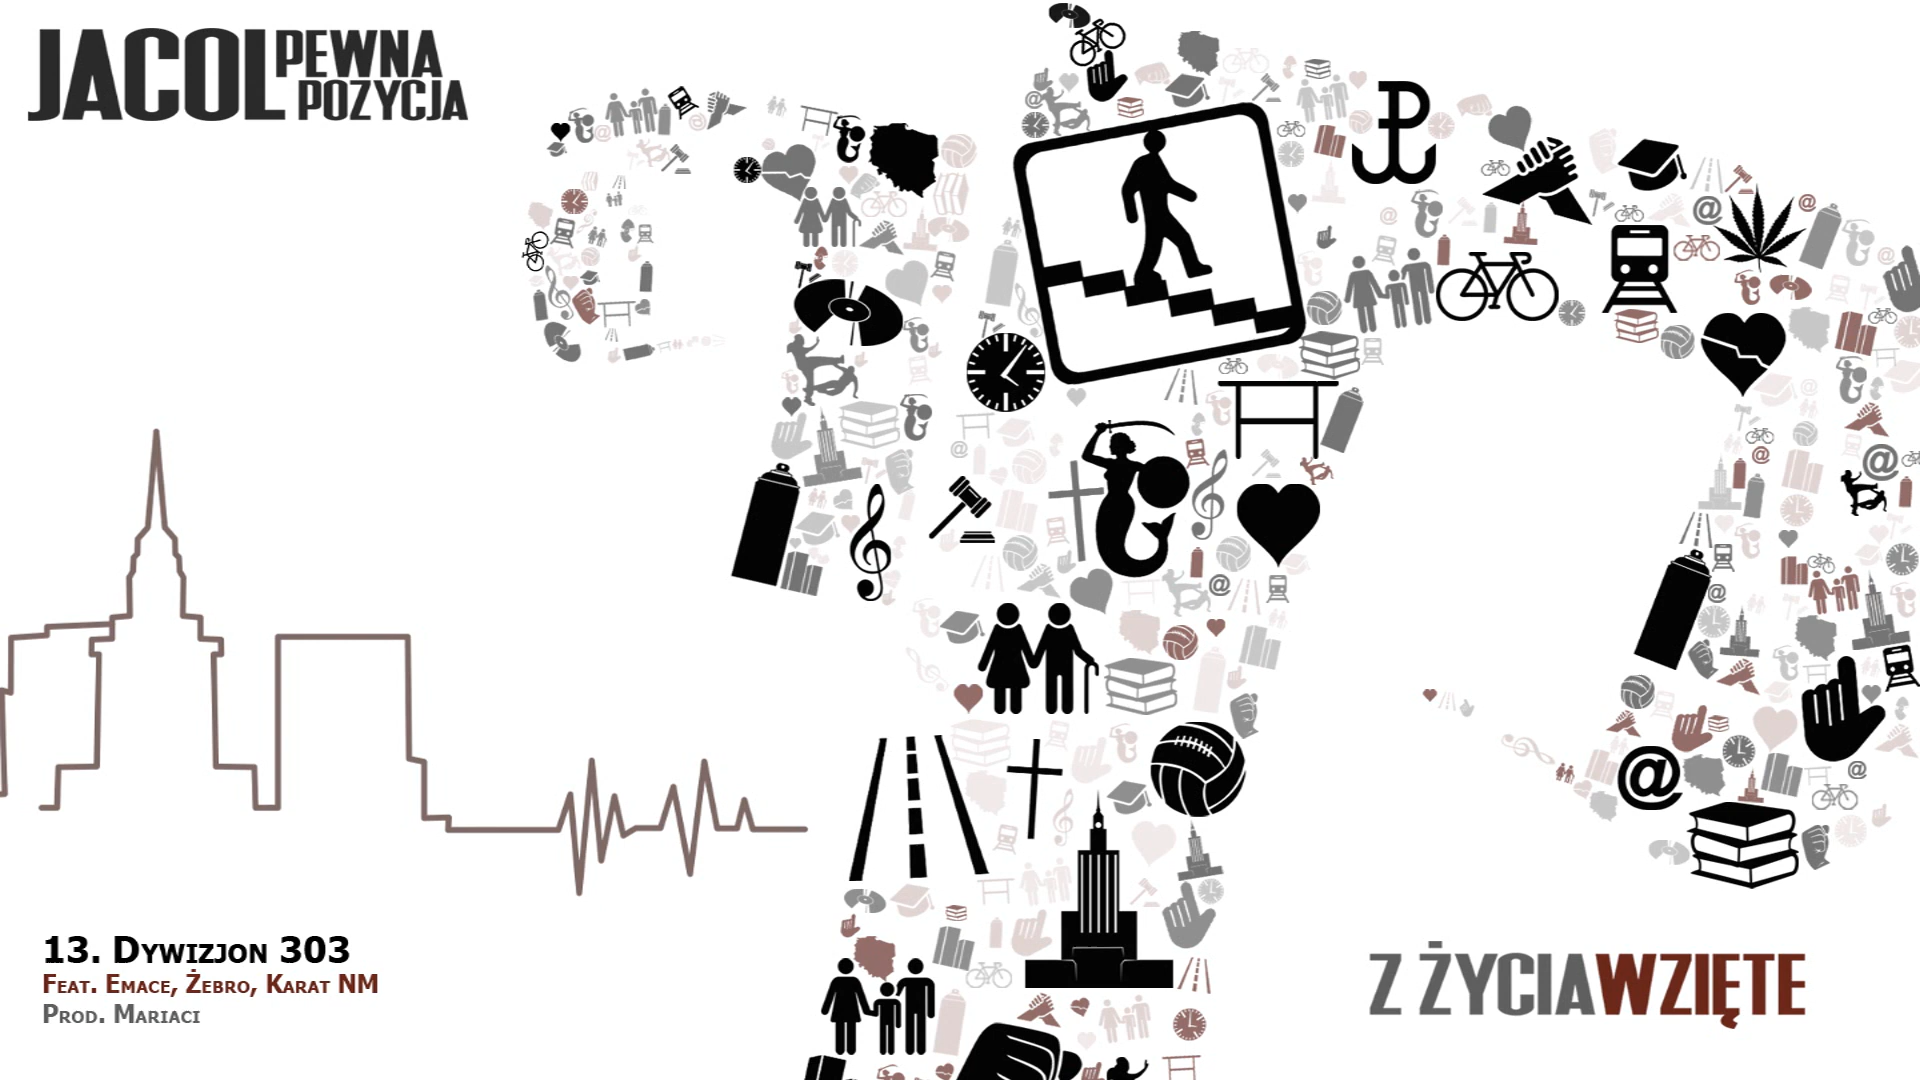 JACOL PEWNA
POZYCJA
13. Dywizjon 303
Feat. Emace, Żebro, Karat NM
Prod. Mariaci
Z ŻYCIA WZIĘTE